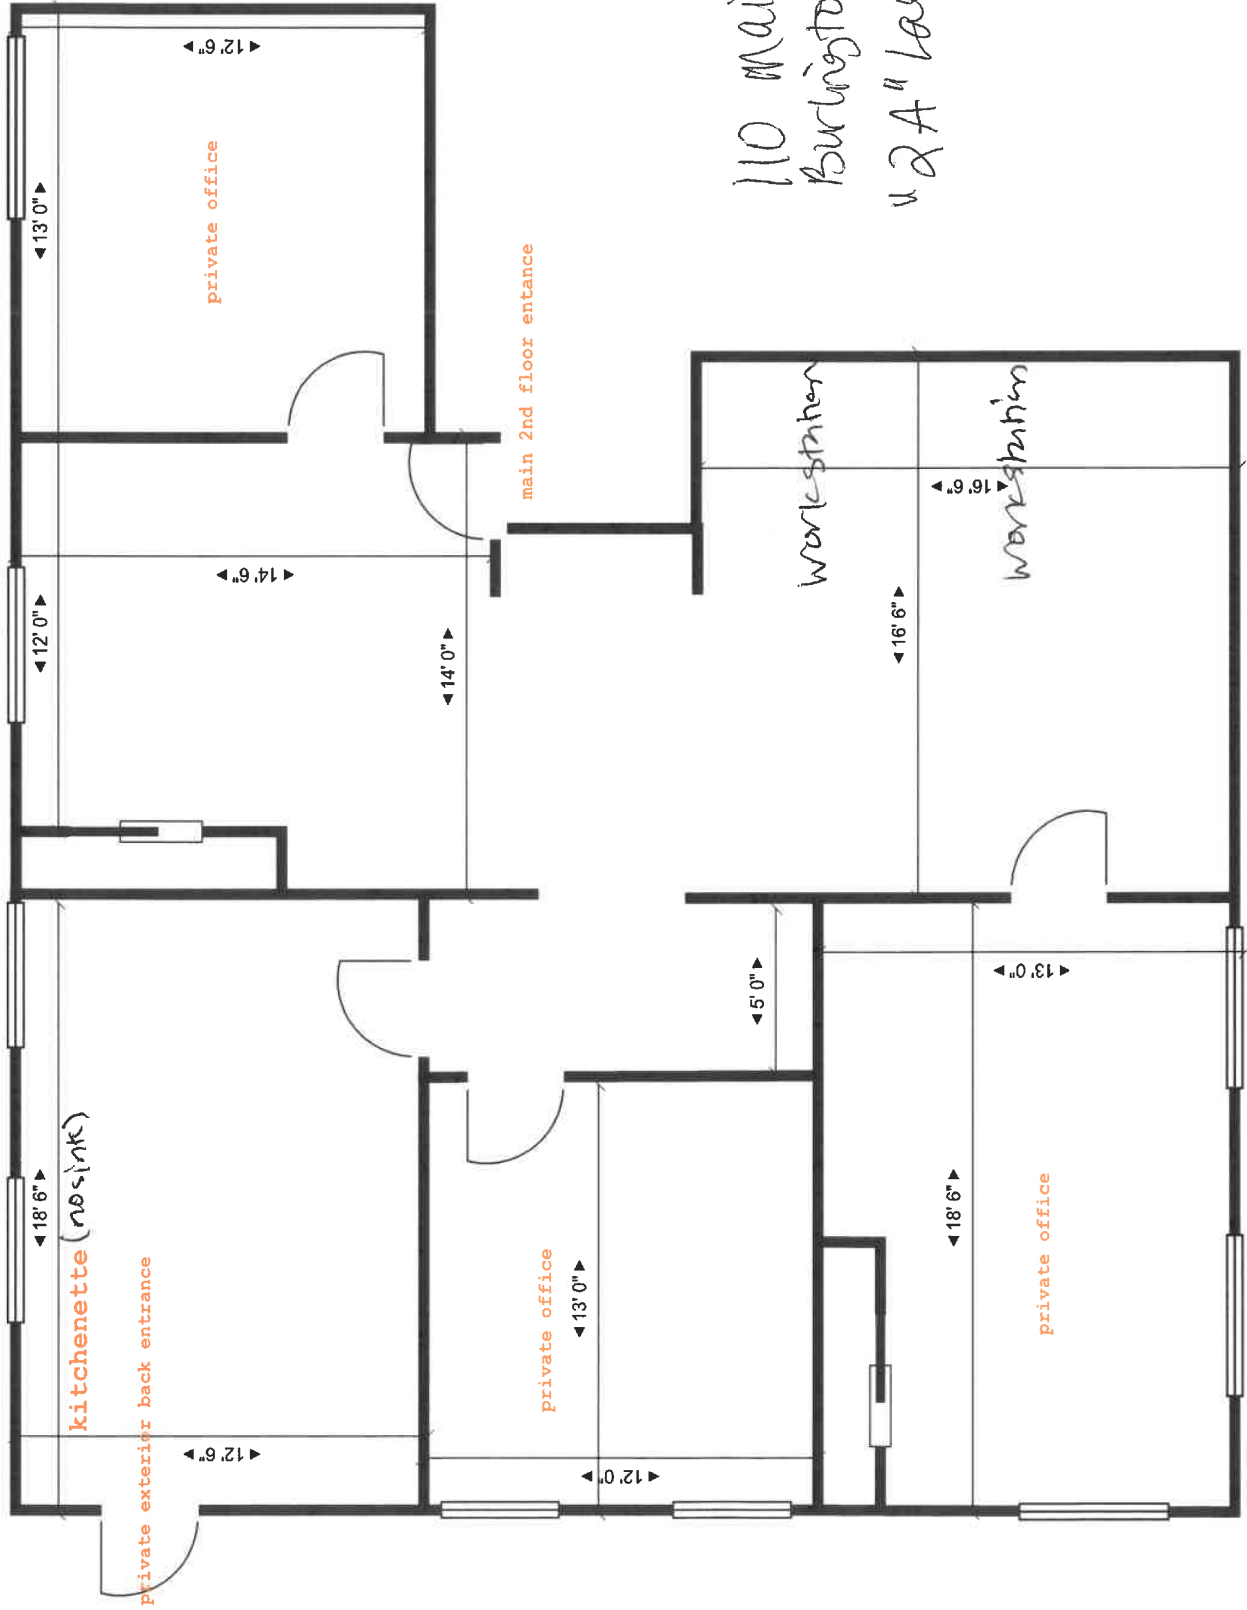 18' 6"
12' 0"
13' 0"
kitchenette (no sink)
private exterior back entrance
12' 6"
private office
12' 6"
14' 6"
14' 0"
main 2nd floor entance
private office
13' 0"
12' 0"
5' 0"
110 Mai
Burlingto
"2A" La
workstation
18' 6"
16' 6"
16' 6"
workstation
private office
13' 0"